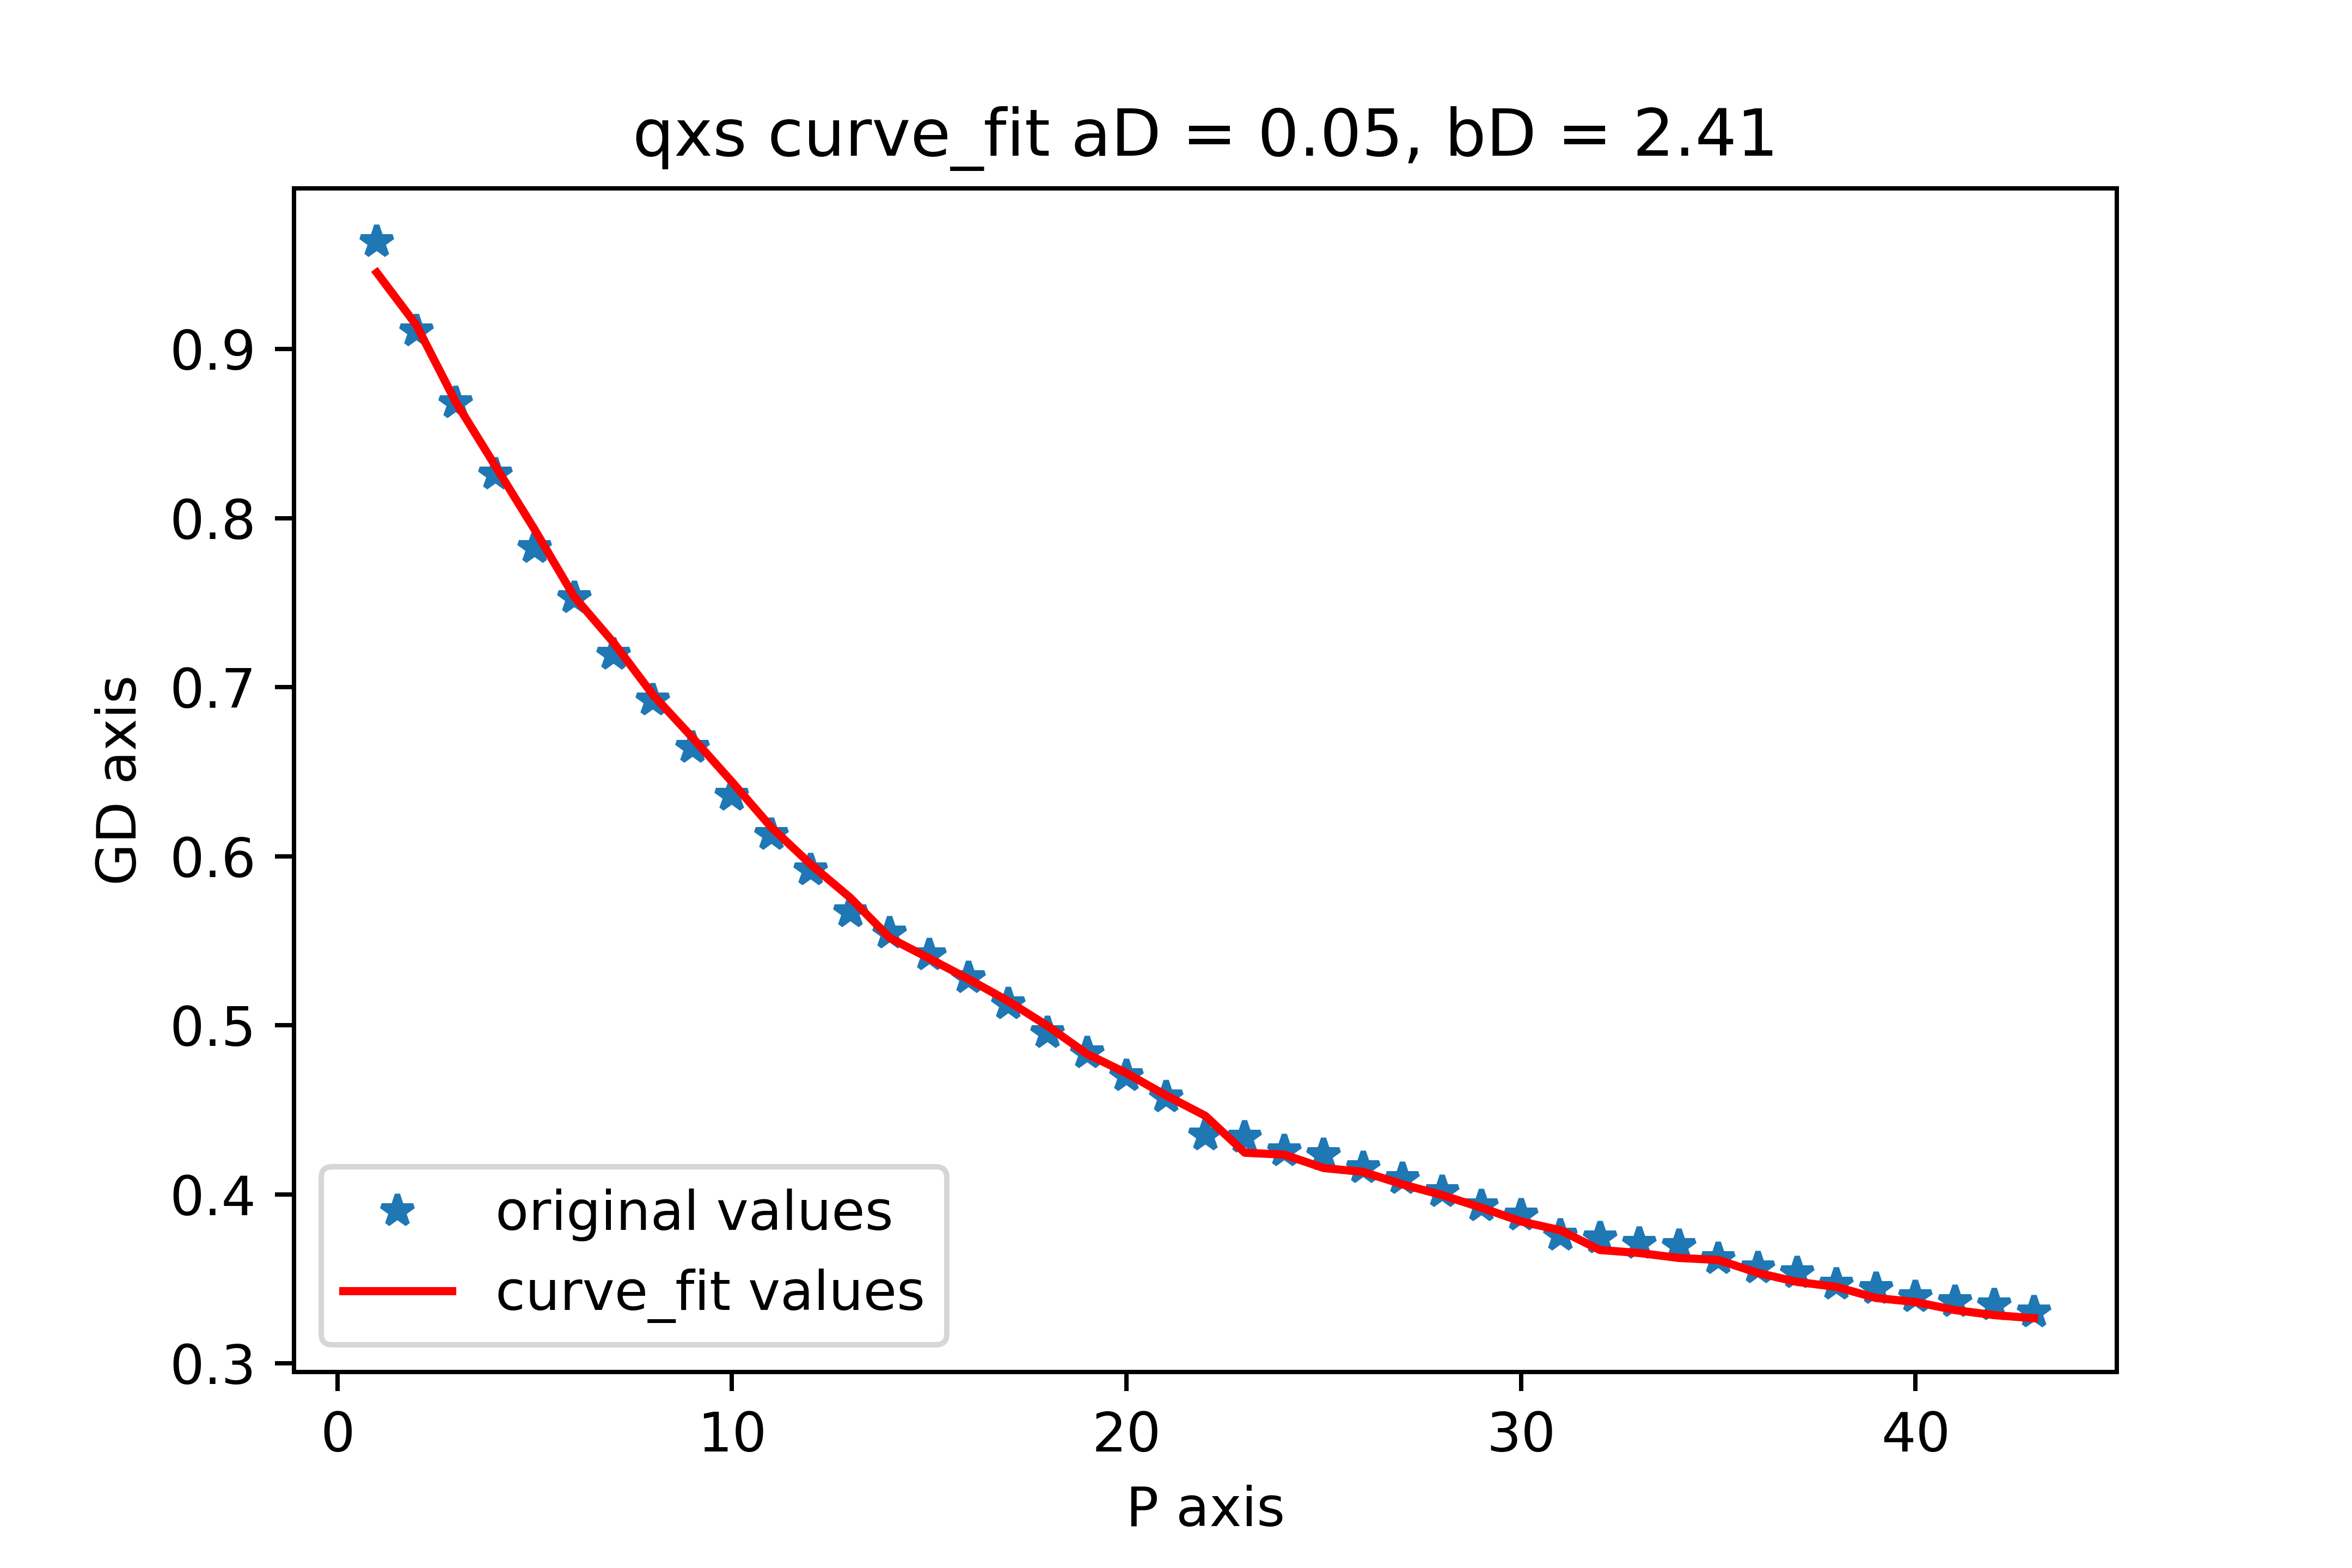 qxs curve_fit aD = 0.05, bD = 2.41
GD axis
0.9
0.8
0.7
0.6
0.5
0.4
0.3
original values
curve_fit values
0 10 20 30 40
P axis